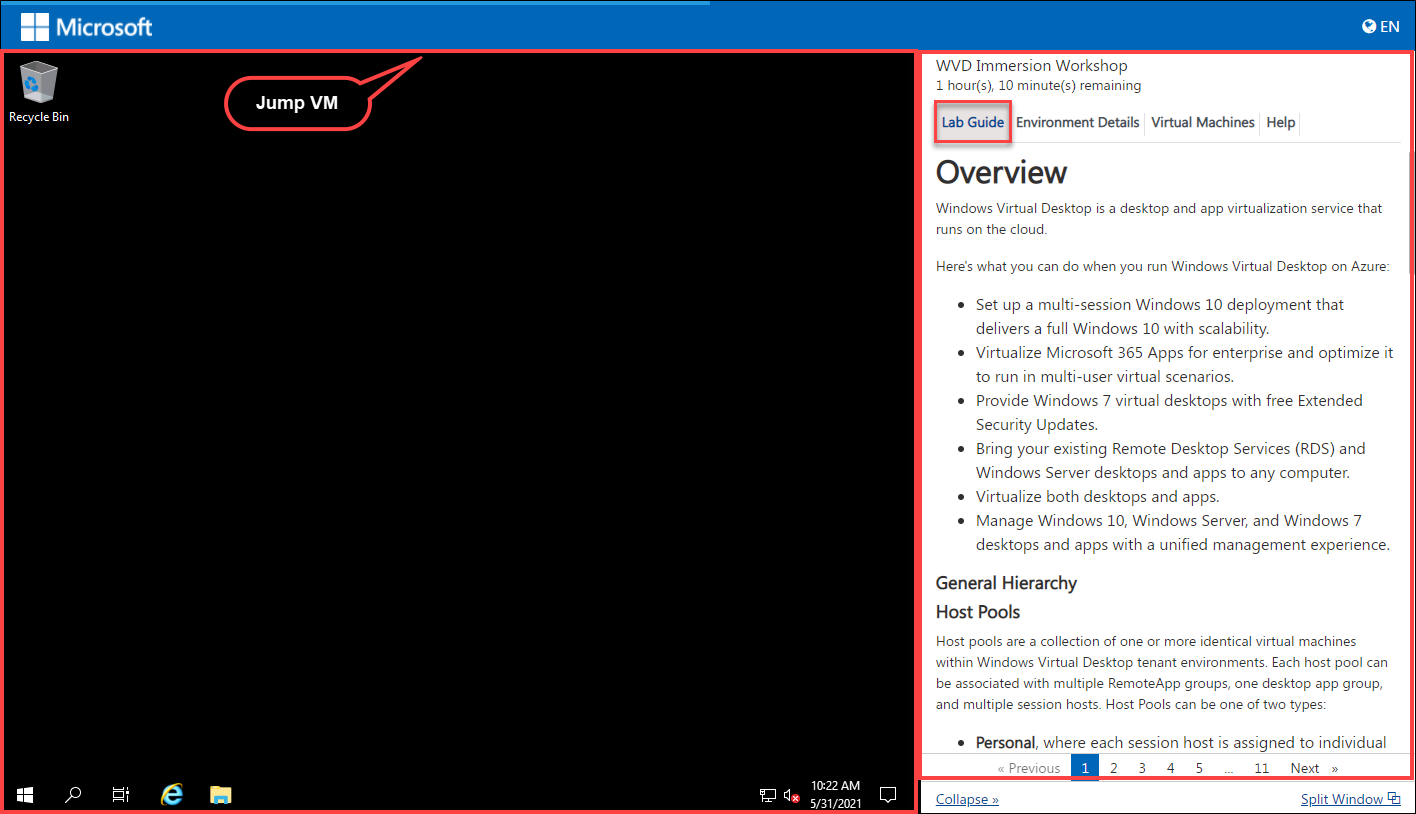 Microsoft
EN
Recycle Bin
Jump VM
10:22 AM
5/31/2021
WVD Immersion Workshop
1 hour(s), 10 minute(s) remaining
Lab Guide Environment Details Virtual Machines Help
Overview
Windows Virtual Desktop is a desktop and app virtualization service that
runs on the cloud.
Here's what you can do when you run Windows Virtual Desktop on Azure:
• Set up a multi-session Windows 10 deployment that
delivers a full Windows 10 with scalability.
• Virtualize Microsoft 365 Apps for enterprise and optimize it
to run in multi-user virtual scenarios.
• Provide Windows 7 virtual desktops with free Extended
Security Updates.
• Bring your existing Remote Desktop Services (RDS) and
Windows Server desktops and apps to any computer.
• Virtualize both desktops and apps.
• Manage Windows 10, Windows Server, and Windows 7
desktops and apps with a unified management experience.
General Hierarchy
Host Pools
Host pools are a collection of one or more identical virtual machines
within Windows Virtual Desktop tenant environments. Each host pool can
be associated with multiple RemoteApp groups, one desktop app group,
and multiple session hosts. Host Pools can be one of two types:
• Personal, where each session host is assigned to individual
« Previous 1 2 3 4 5 ... 11 Next »
Collapse » Split Window